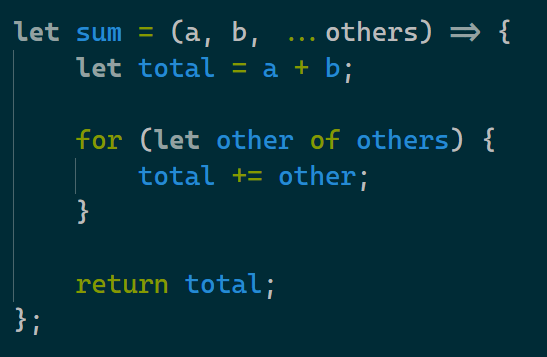 let sum = (a, b, ...others) => {
    let total = a + b;

    for (let other of others) {
        total += other;
    }

    return total;
};